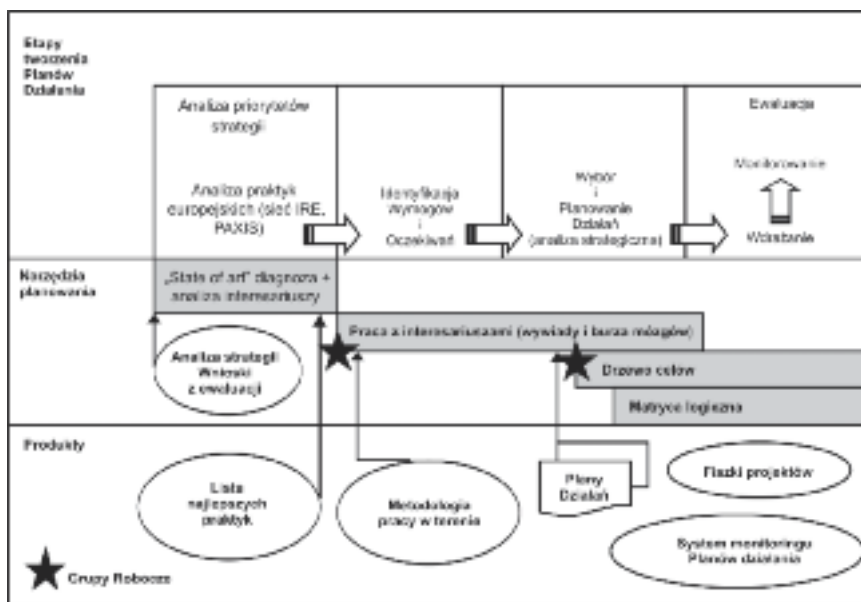 Etapy
tworzenia
Planów
Działania
Analiza priorytetów
strategii
Analiza praktyk
europejskich (sieć IRE,
PAXIS)
Identyfikacja
Wymogów
i
Oczekiwań
Wybór
i
Planowanie
Działań
(analiza strategiczna)
Ewaluacja
Monitorowanie
Wdrażanie
Narzędzia
planowania
„State of art” diagnoza +
analiza interesariuszy
Praca z interesariuszami (wywiady i burza mózgów)
Analiza strategii
Wnioski
z ewaluacji
Drzewo celów
Matryca logiczna
Produkty
Lista
najlepszych
praktyk
Metodologia
pracy w terenie
Plany
Działań
Fiszki projektów
System monitoringu
Planów działania
Grupy Robocze